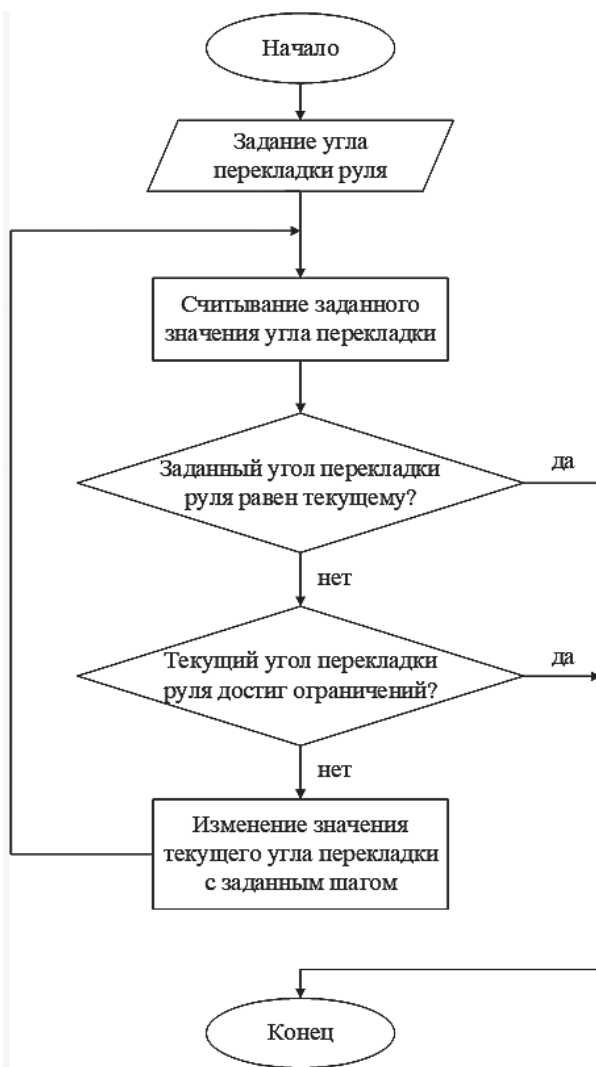 Начало
Задание угла
перекладки руля
Считывание заданного
значения угла перекладки
Заданный угол перекладки
руля равен текущему?
да
нет
Текущий угол перекладки
руля достиг ограничений?
да
нет
Изменение значения
текущего угла перекладки
с заданным шагом
Конец